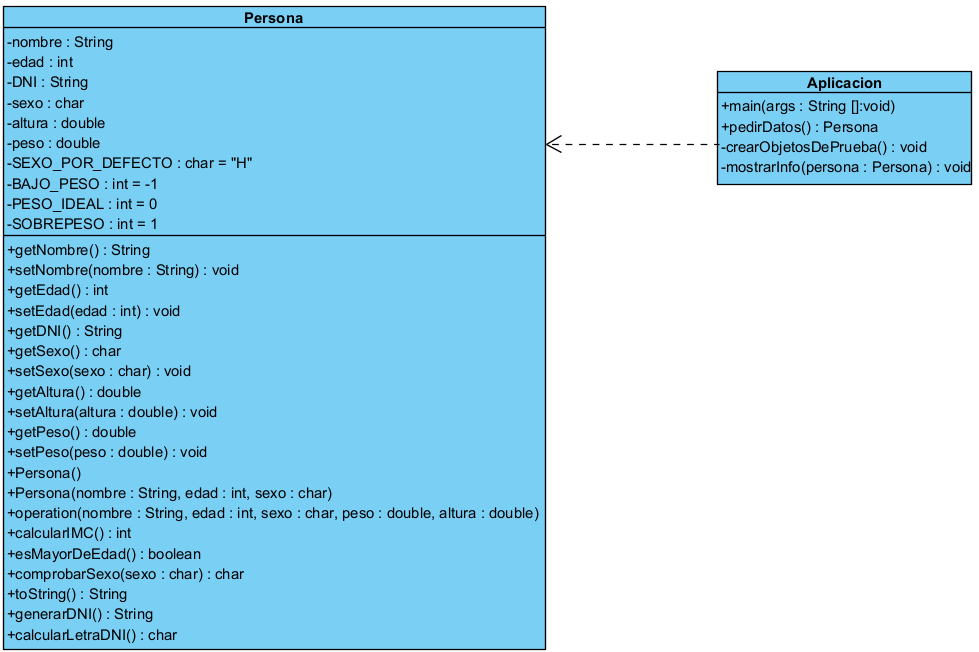 Persona
-nombre : String
-edad : int
-DNI : String
-sexo : char
-altura : double
-peso : double
-SEXO_POR_DEFECTO : char = "H"
-BAJO_PESO : int = -1
-PESO_IDEAL : int = 0
-SOBREPESO : int = 1
+getNombre() : String
+setNombre(nombre : String) : void
+getEdad() : int
+setEdad(edad : int) : void
+getDNI() : String
+getSexo() : char
+setSexo(sexo : char) : void
+getAltura() : double
+setAltura(altura : double) : void
+getPeso() : double
+setPeso(peso : double) : void
+Persona()
+Persona(nombre : String, edad : int, sexo : char)
+operation(nombre : String, edad : int, sexo : char, peso : double, altura : double)
+calcularIMC() : int
+esMayorDeEdad() : boolean
+comprobarSexo(sexo : char) : char
+toString() : String
+generarDNI() : String
+calcularLetraDNI() : char
Aplicacion
+main(args : String []:void)
+pedirDatos() : Persona
-crearObjetosDePrueba() : void
-mostrarInfo(persona : Persona) : void